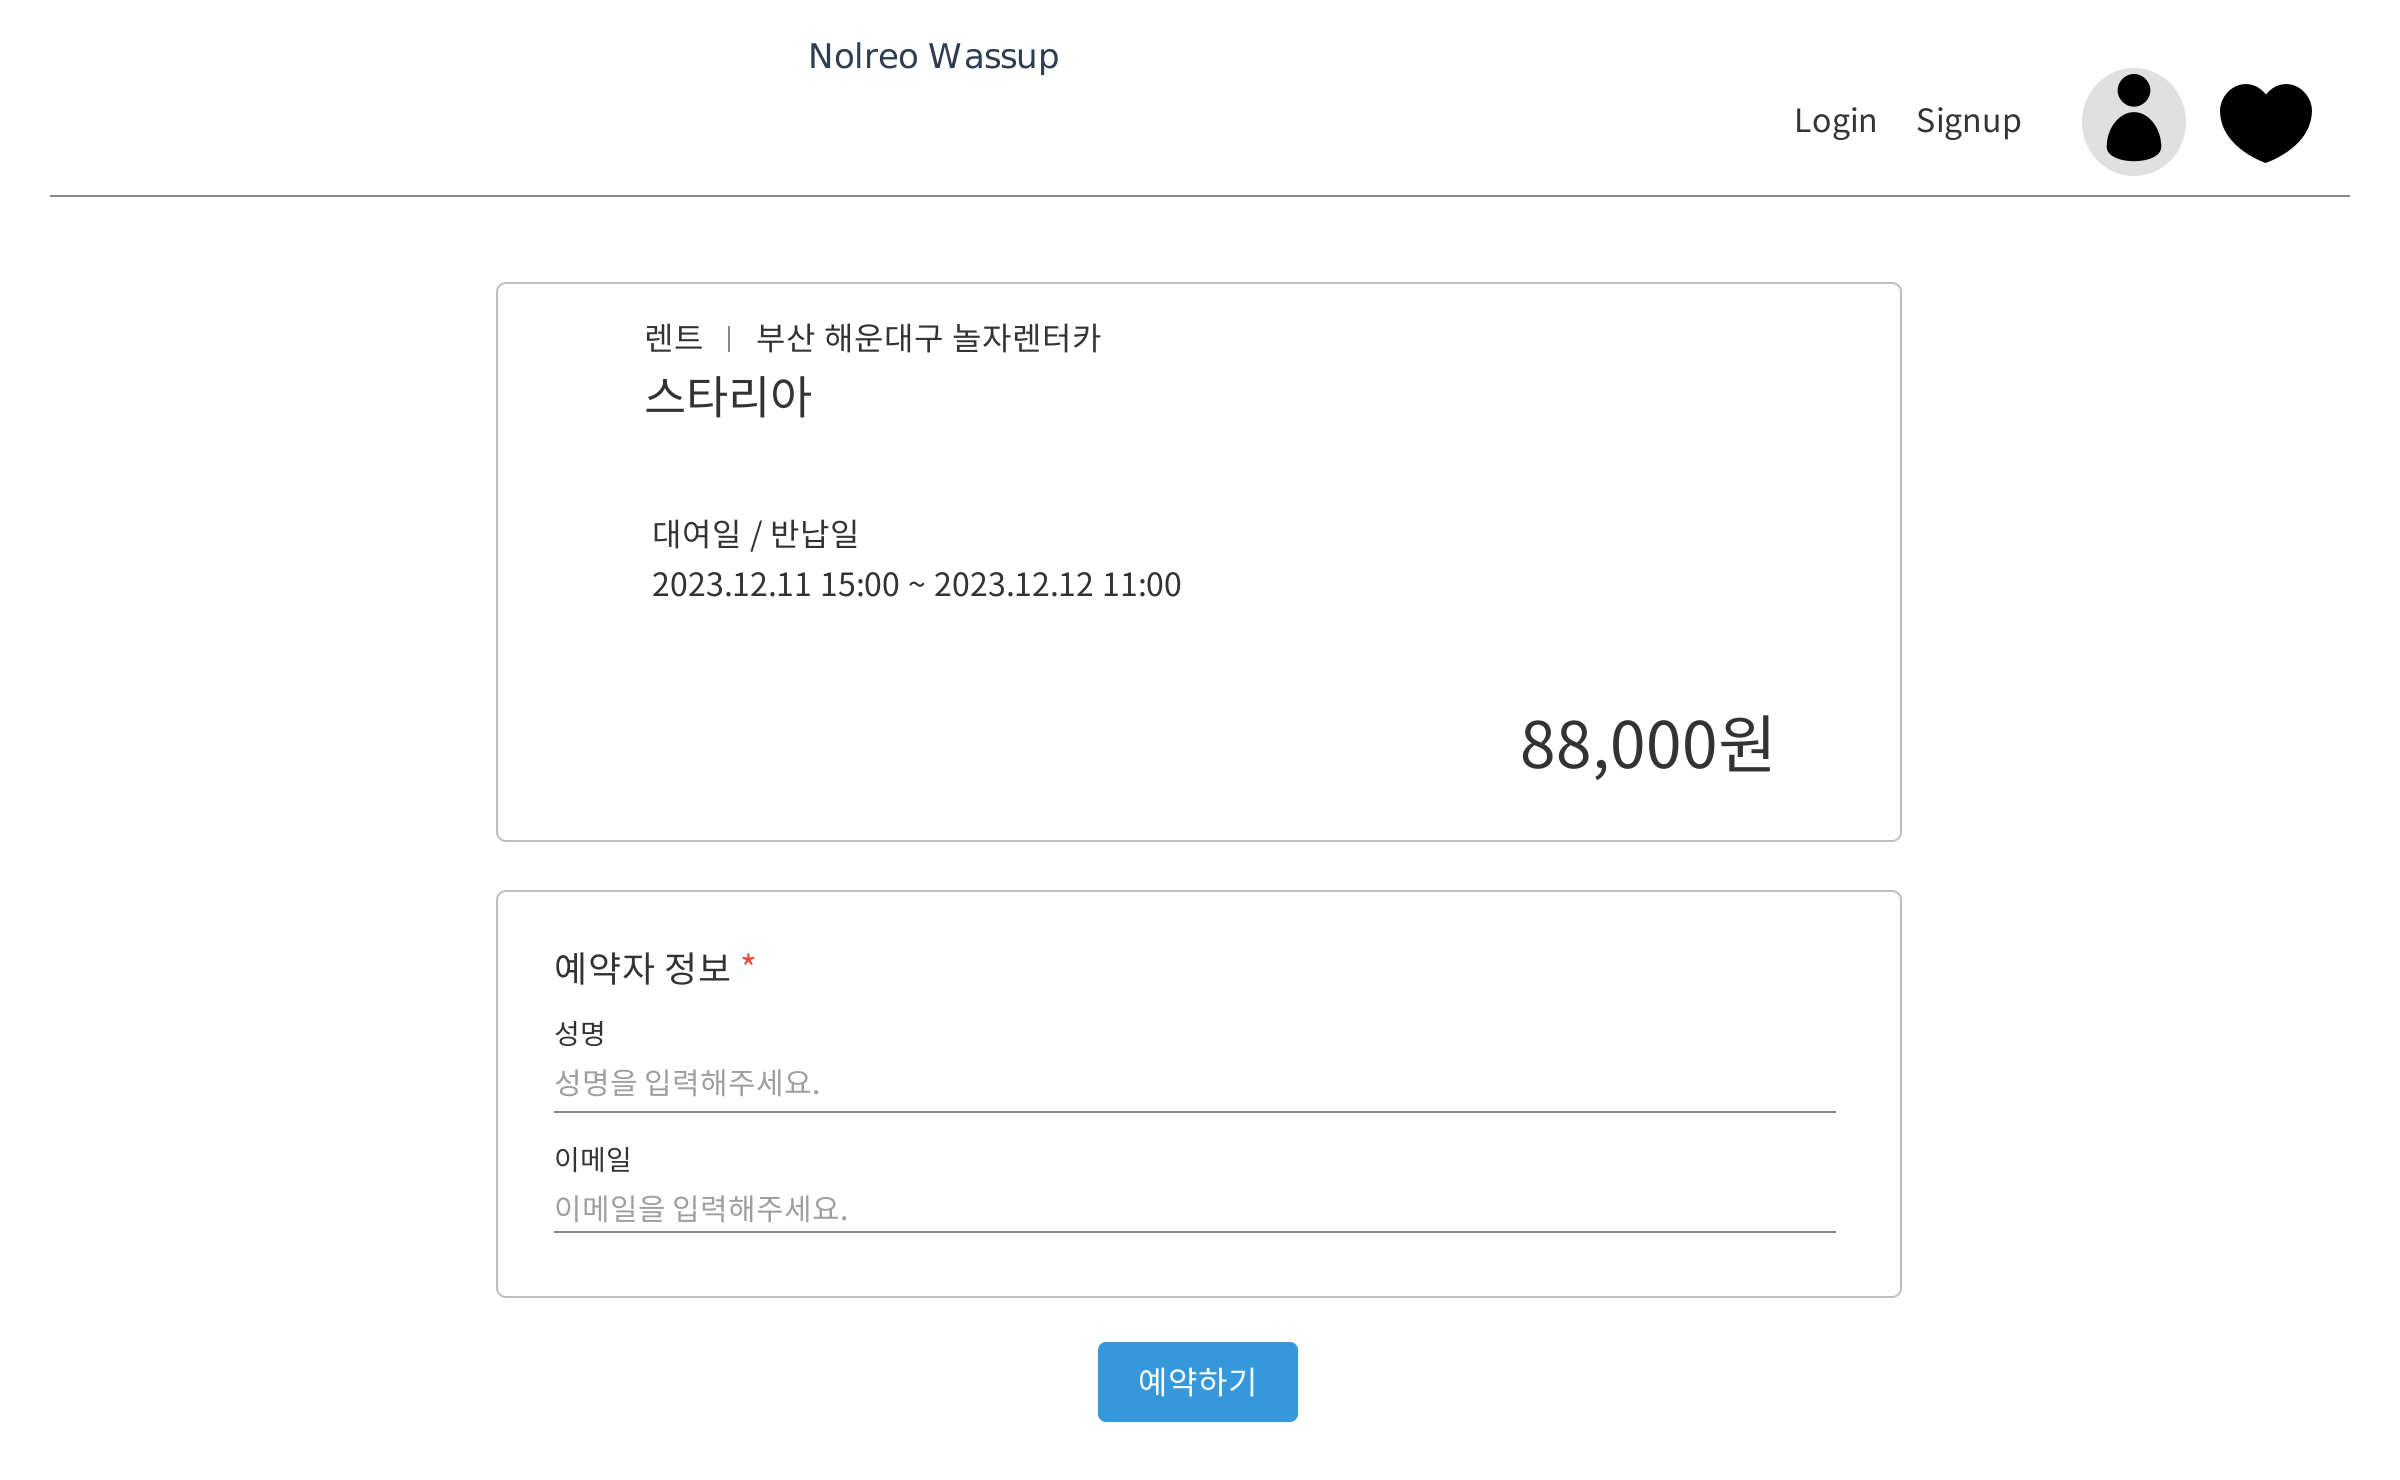 Nolreo Wassup
Login Signup
렌트 | 부산 해운대구 놀자렌터카
스타리아
대여일 / 반납일
2023.12.11 15:00 ~ 2023.12.12 11:00
88,000원
예약자 정보 *
성명
성명을 입력해주세요.
이메일
이메일을 입력해주세요.
예약하기